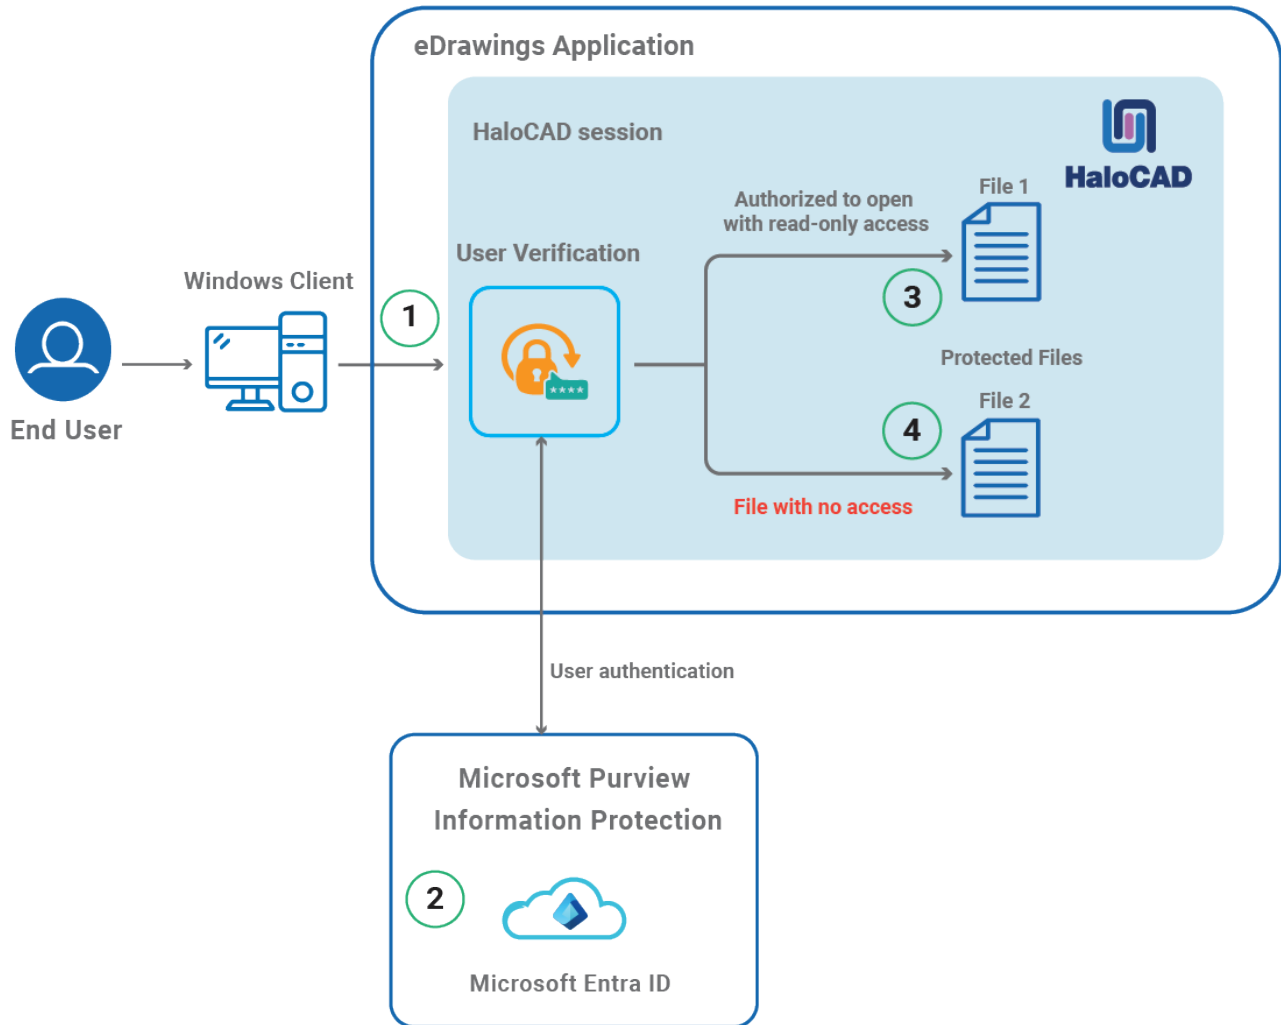 eDrawings Application
HaloCAD session
HaloCAD
File 1
Authorized to open
with read-only access
User Verification
Windows Client
1
3
Protected Files
File 2
4
End User
****
File with no access
User authentication
Microsoft Purview
Information Protection
2
Microsoft Entra ID